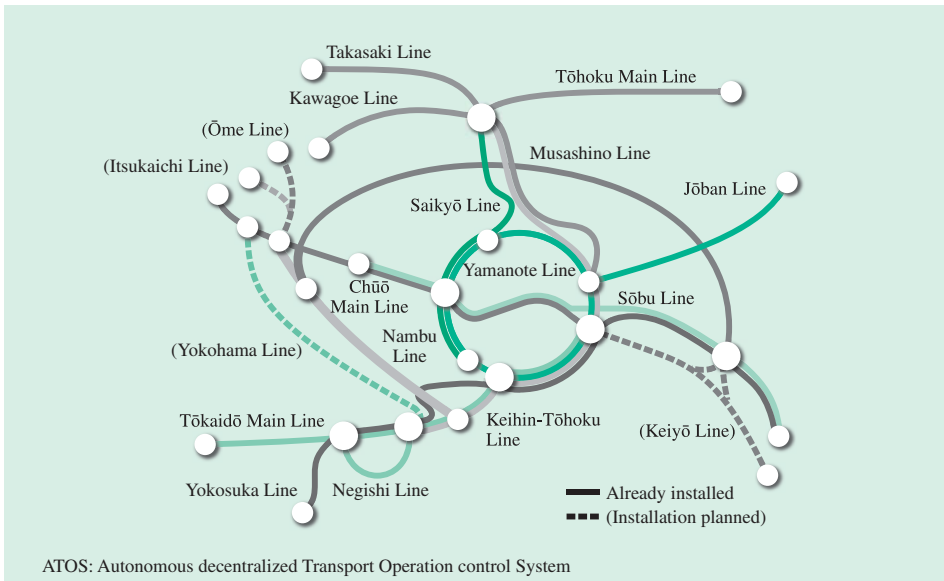 Takasaki Line
Tōhoku Main Line
Kawagoe Line
(Ōme Line)
Musashino Line
(Itsukaichi Line)
Jōban Line
Saikyō Line
Yamanote Line
Chūō
Main Line
Sōbu Line
Nambu
Line
(Yokohama Line)
Tōkaidō Main Line
Keihin-Tōhoku
Line
(Keiyō Line)
Yokosuka Line
Negishi Line
Already installed
(Installation planned)
ATOS: Autonomous decentralized Transport Operation control System